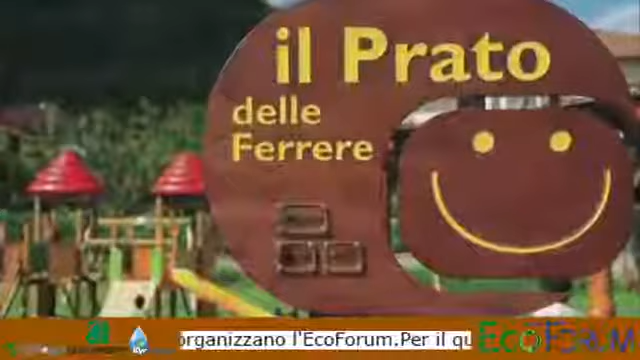 il Prato
delle
Ferrere
organizzano l'EcoForum.Per il qu
EcoForum